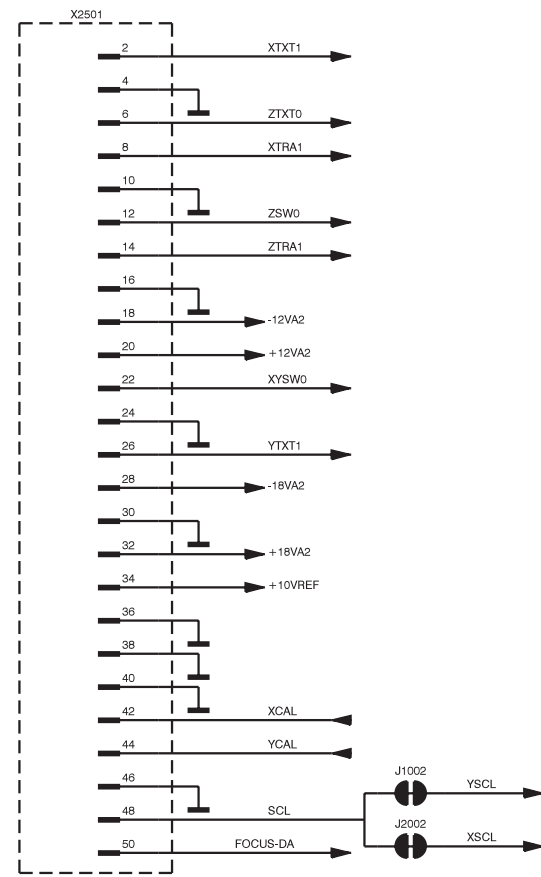 X2501
2 XTXT1
4
6 ZTXT0
8 XTRA1
10
12 ZSW0
14 ZTRA1
16
18 -12VA2
20 +12VA2
22 XYSW0
24
26 YTXT1
28 -18VA2
30
32 +18VA2
34 +10VREF
36
38
40
42 XCAL
44 YCAL
J1002
46 YSCL
48 SCL
J2002
50 FOCUS-DA XSCL